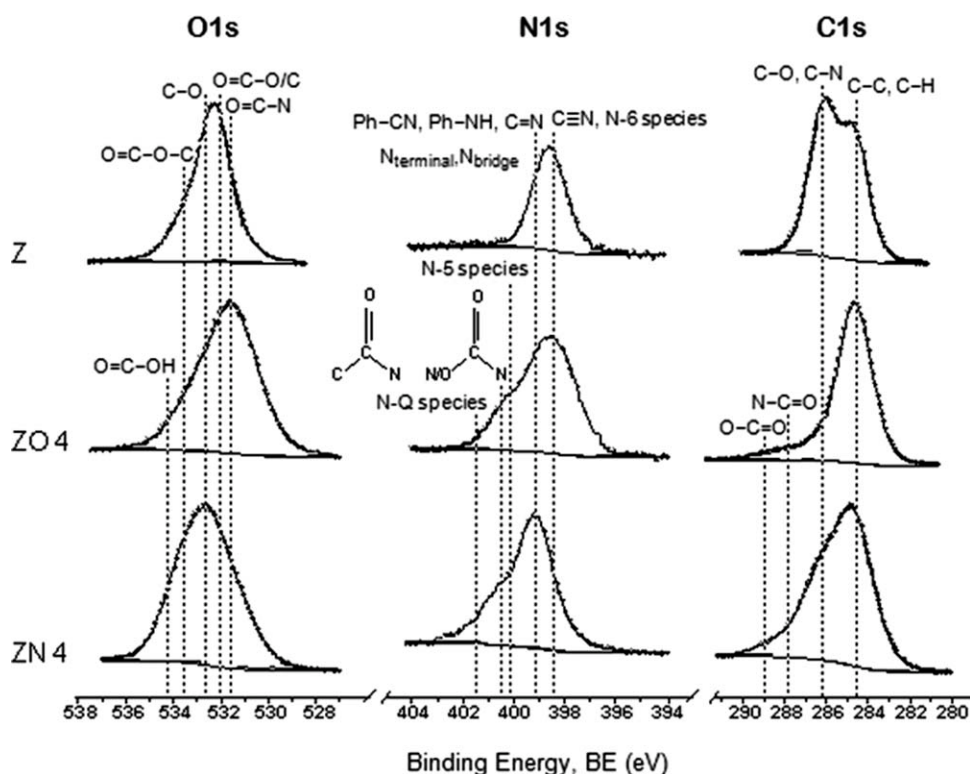 O1s N1s C1s
O=C–O/C
C–O
O=C–N
O=C–O–C
Ph–CN, Ph–NH, C=N C≡N, N-6 species
N_terminal, N_bridge
C–O, C–N
C–C, C–H
Z
N-5 species
O O
C C
C N N/O N
N-Q species
O=C–OH
N–C=O
O–C=O
ZO 4
ZN 4
538 536 534 532 530 528 404 402 400 398 396 394 290 288 286 284 282 280
Binding Energy, BE (eV)